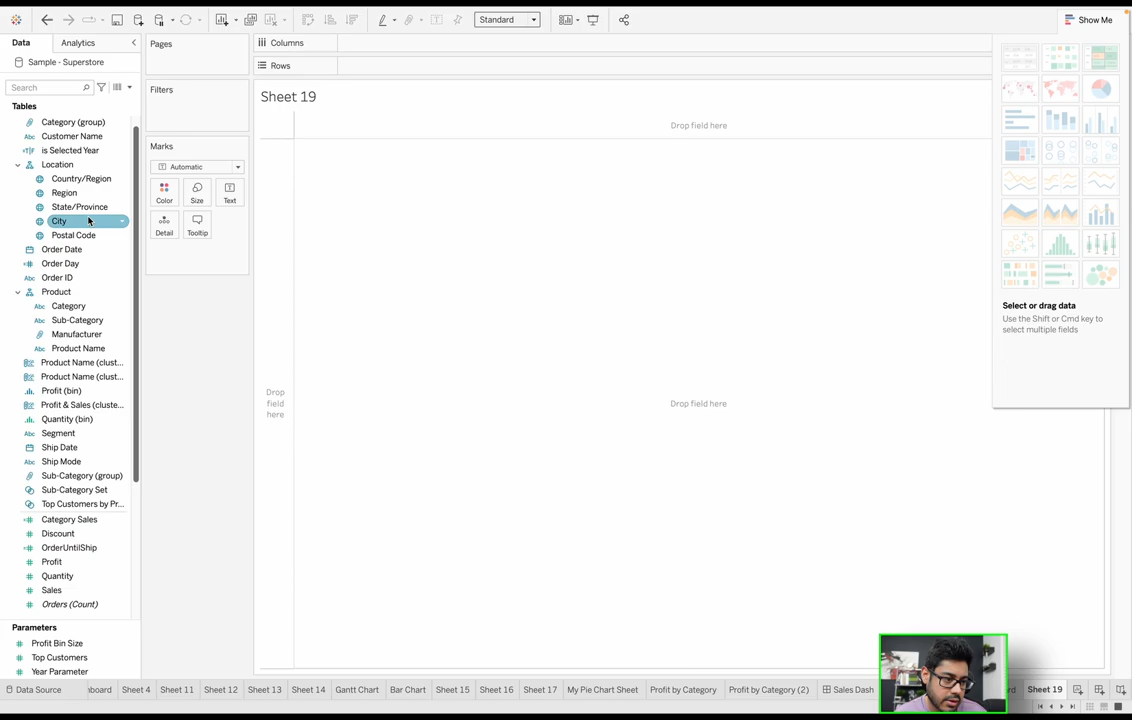 Standard
Show Me
Data
Analytics
Pages
Columns
Rows
Sample - Superstore
Search
Filters
Sheet 19
Tables
Category (group)
Customer Name
is Selected Year
Location
Country/Region
Region
State/Province
City
Postal Code
Order Date
Order Day
Order ID
Product
Category
Sub-Category
Manufacturer
Product Name
Product Name (clust...
Product Name (clust...
Profit (bin)
Profit & Sales (cluste...
Quantity (bin)
Segment
Ship Date
Ship Mode
Sub-Category (group)
Sub-Category Set
Top Customers by Pr...
Category Sales
Discount
OrderUntilShip
Profit
Quantity
Sales
Orders (Count)
Parameters
Profit Bin Size
Top Customers
Year Parameter
Marks
Automatic
Color
Size
Text
Detail
Tooltip
Drop field here
Drop
field
here
Drop field here
Select or drag data
Use the Shift or Cmd key to
select multiple fields
Data Source
Sheet 4
Sheet 11
Sheet 12
Sheet 13
Sheet 14
Gantt Chart
Bar Chart
Sheet 15
Sheet 16
Sheet 17
My Pie Chart Sheet
Profit by Category
Profit by Category (2)
Sales Dash
Sheet 19